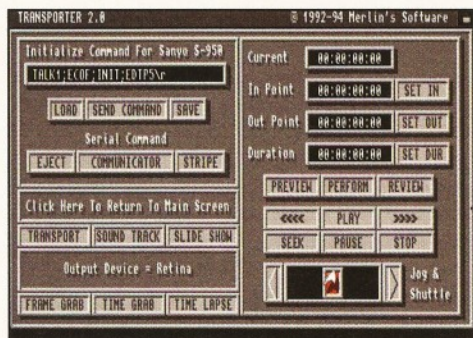 TRANSPORTER 2.0
© 1992-94 Merlin's Software
Initialize Command For Sanyo S-950
TALK1;ECOF;INIT;EDTP5\r
LOAD SEND COMMAND SAVE
Serial Command
EJECT COMMUNICATOR STRIPE
Click Here To Return To Main Screen
TRANSPORT SOUND TRACK SLIDE SHOW
Output Device = Retina
FRAME GRAB TIME GRAB TIME LAPSE
Current 00:00:00:00
In Point 00:00:00:00 SET IN
Out Point 00:00:00:00 SET OUT
Duration 00:00:00:00 SET DUR
PREVIEW PERFORM REVIEW
<<<< PLAY >>>>
SEEK PAUSE STOP
Jog &
Shuttle